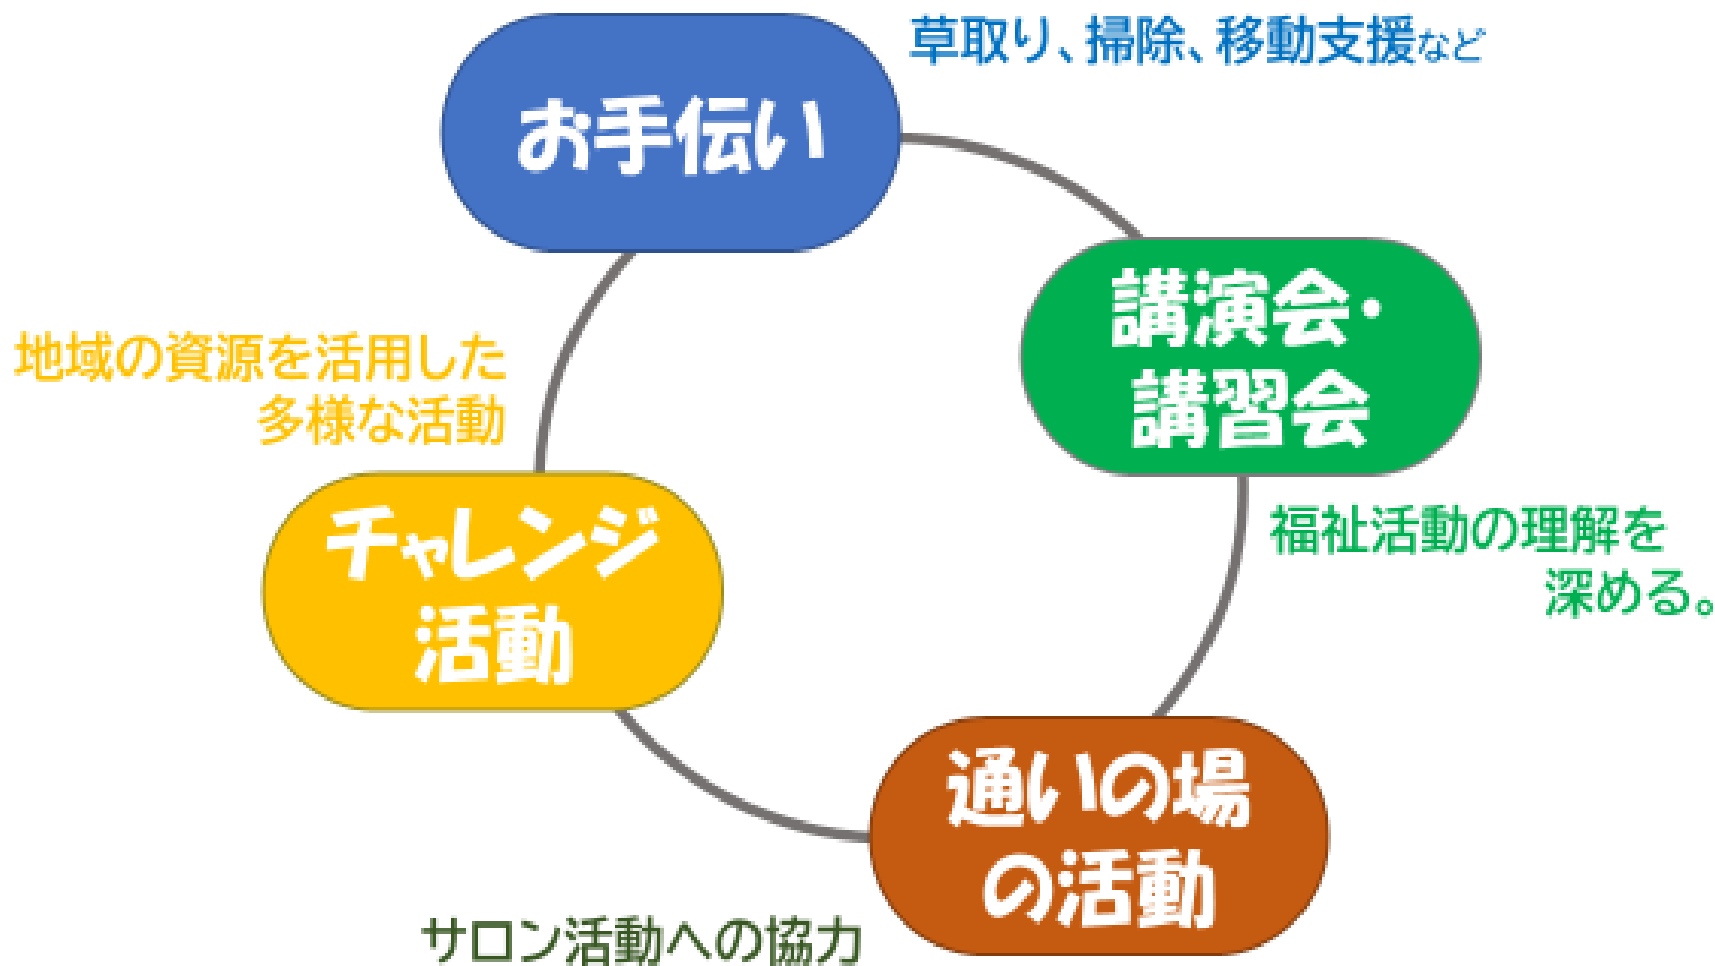 草取り、掃除、移動支援など
お手伝い
講演会・
講習会
福祉活動の理解を
深める。
地域の資源を活用した
多様な活動
チャレンジ
活動
通いの場
の活動
サロン活動への協力